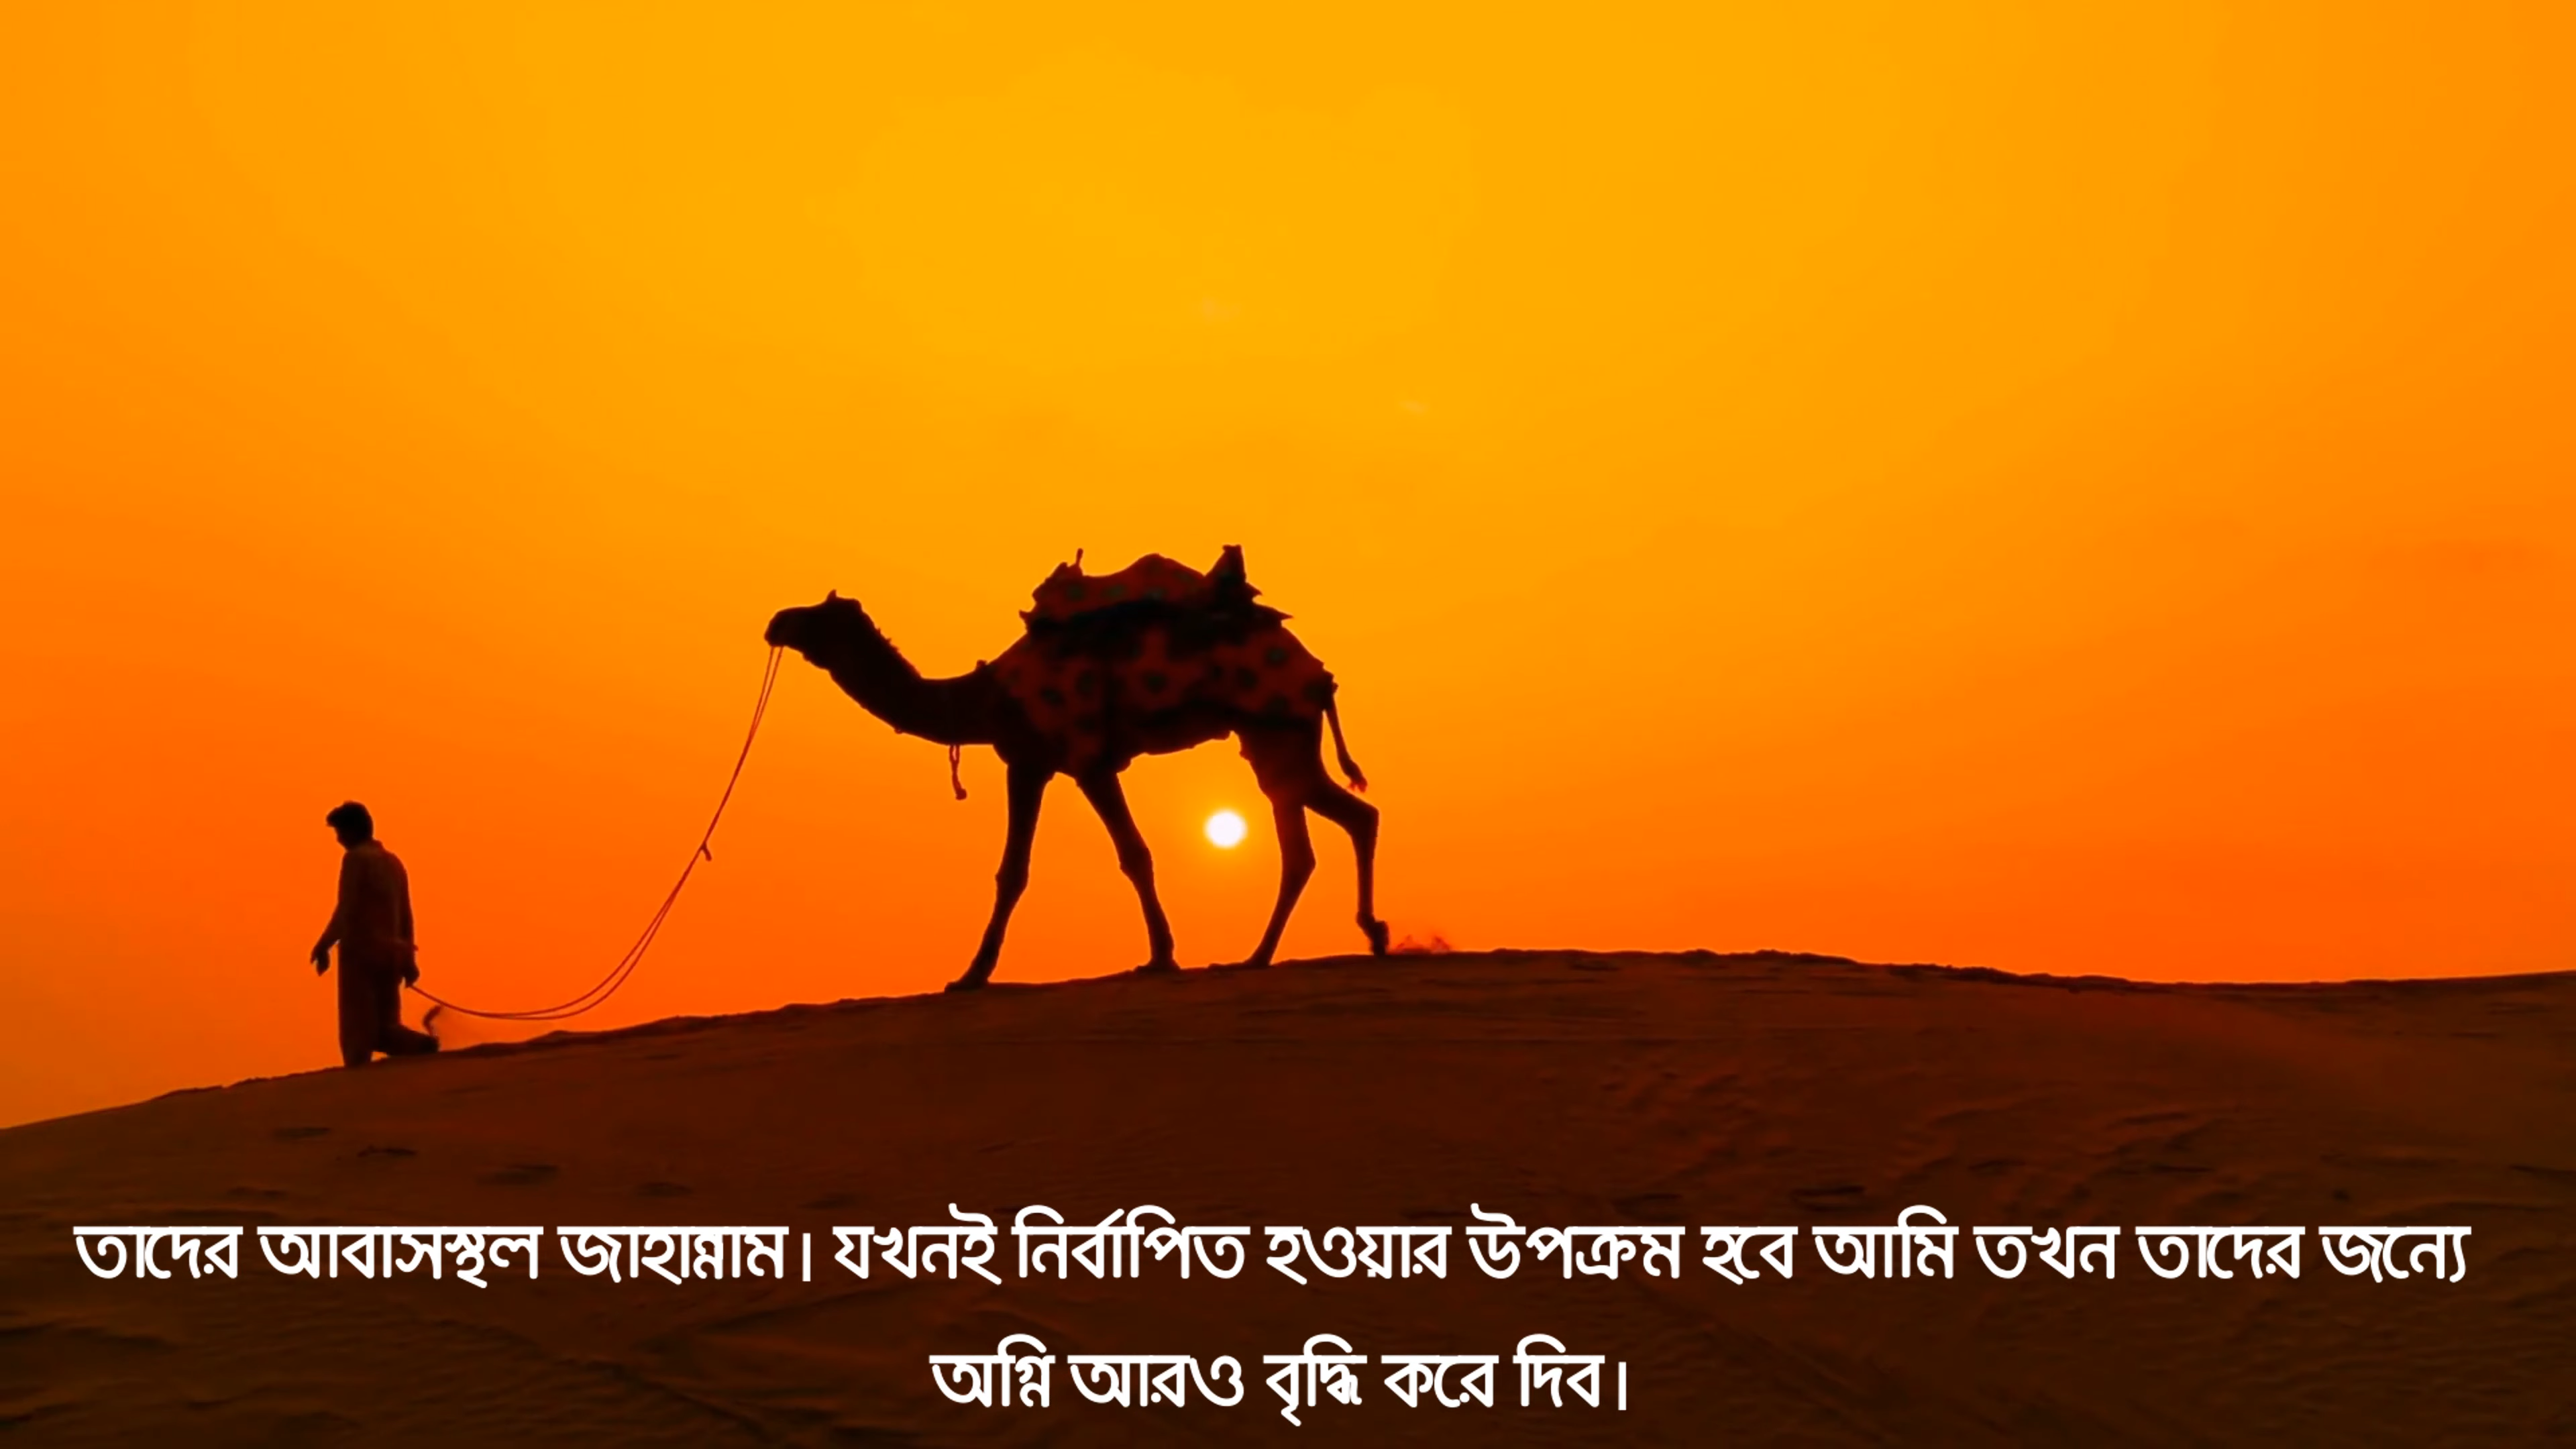 তাদের আবাসস্থল জাহান্নাম। যখনই নির্বাপিত হওয়ার উপক্রম হবে আমি তখন তাদের জন্যে
অগ্নি আরও বৃদ্ধি করে দিব।